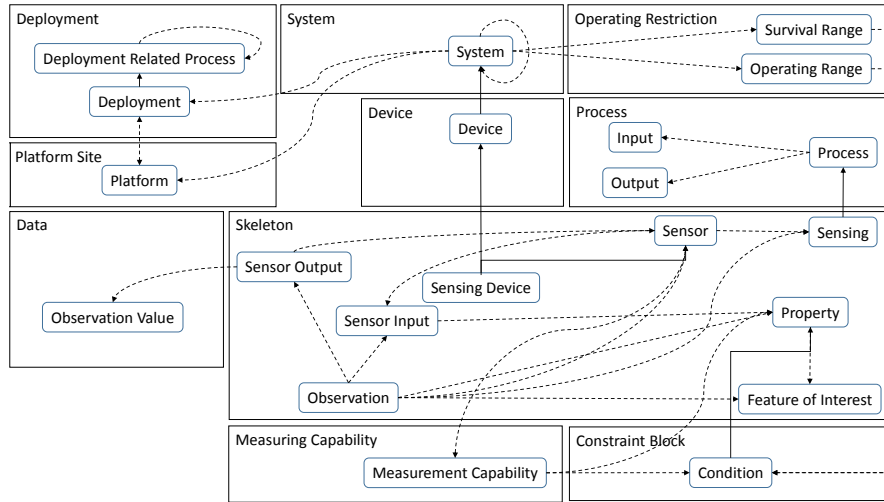 Deployment
Deployment Related Process
Deployment
System
System
Operating Restriction
Survival Range
Operating Range
Device
Device
Process
Input
Process
Output
Platform Site
Platform
Data
Observation Value
Skeleton
Sensor
Sensing
Sensor Output
Sensing Device
Sensor Input
Property
Observation
Feature of Interest
Measuring Capability
Measurement Capability
Constraint Block
Condition